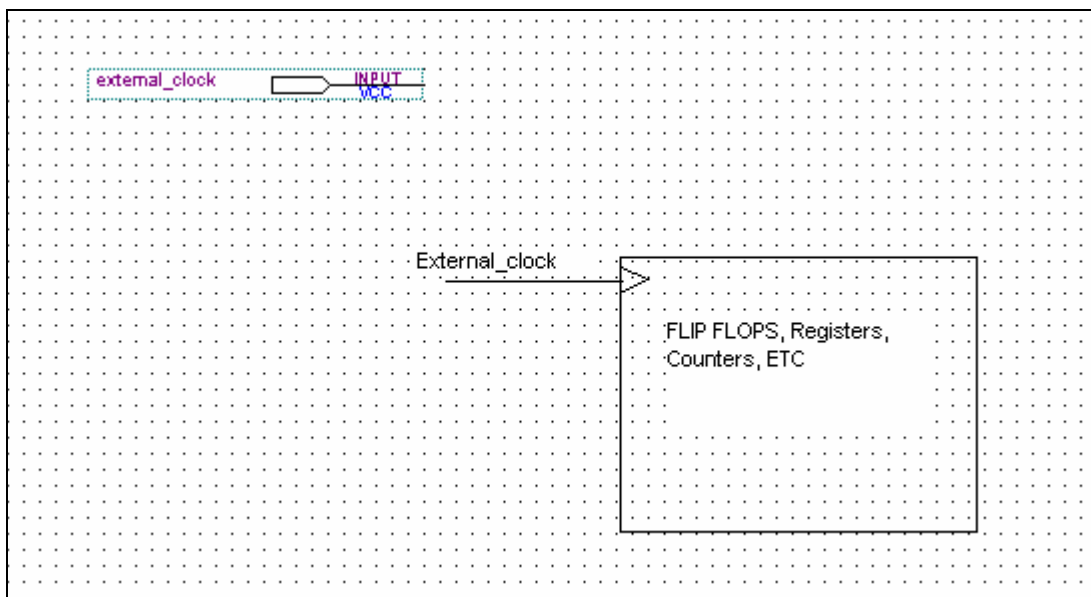 external_clock
INPUT
VCC
External_clock
FLIP FLOPS, Registers,
Counters, ETC